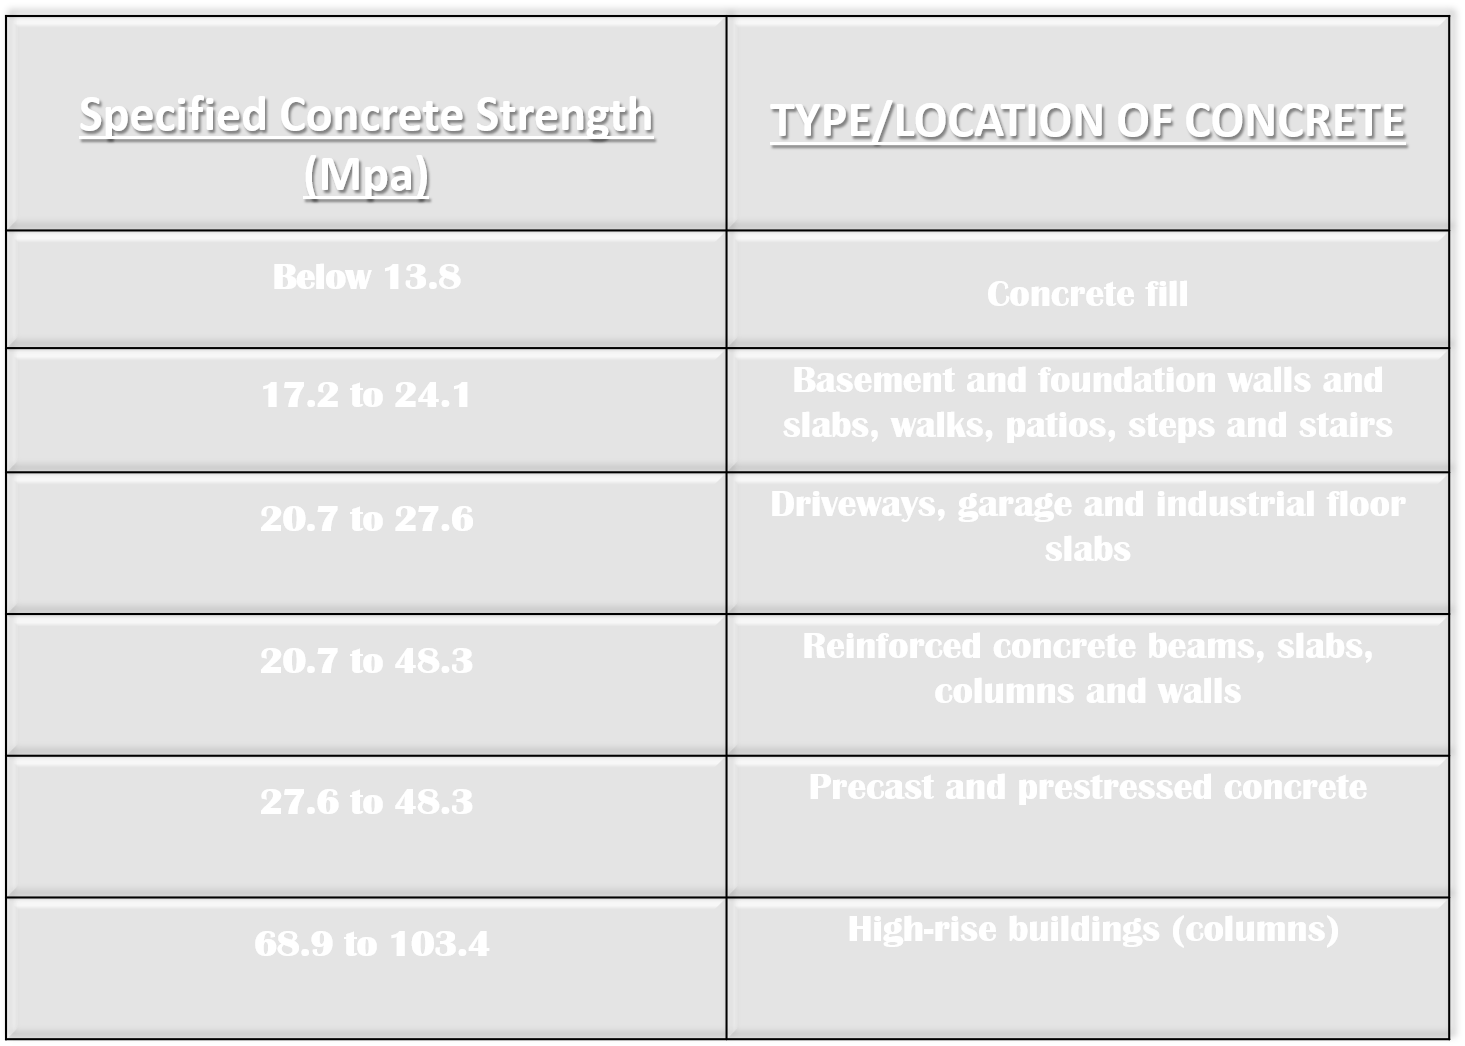 Specified Concrete Strength
(Mpa)
TYPE/LOCATION OF CONCRETE
Below 13.8
Concrete fill
17.2 to 24.1
Basement and foundation walls and
slabs, walks, patios, steps and stairs
20.7 to 27.6
Driveways, garage and industrial floor
slabs
20.7 to 48.3
Reinforced concrete beams, slabs,
columns and walls
27.6 to 48.3
Precast and prestressed concrete
68.9 to 103.4
High-rise buildings (columns)